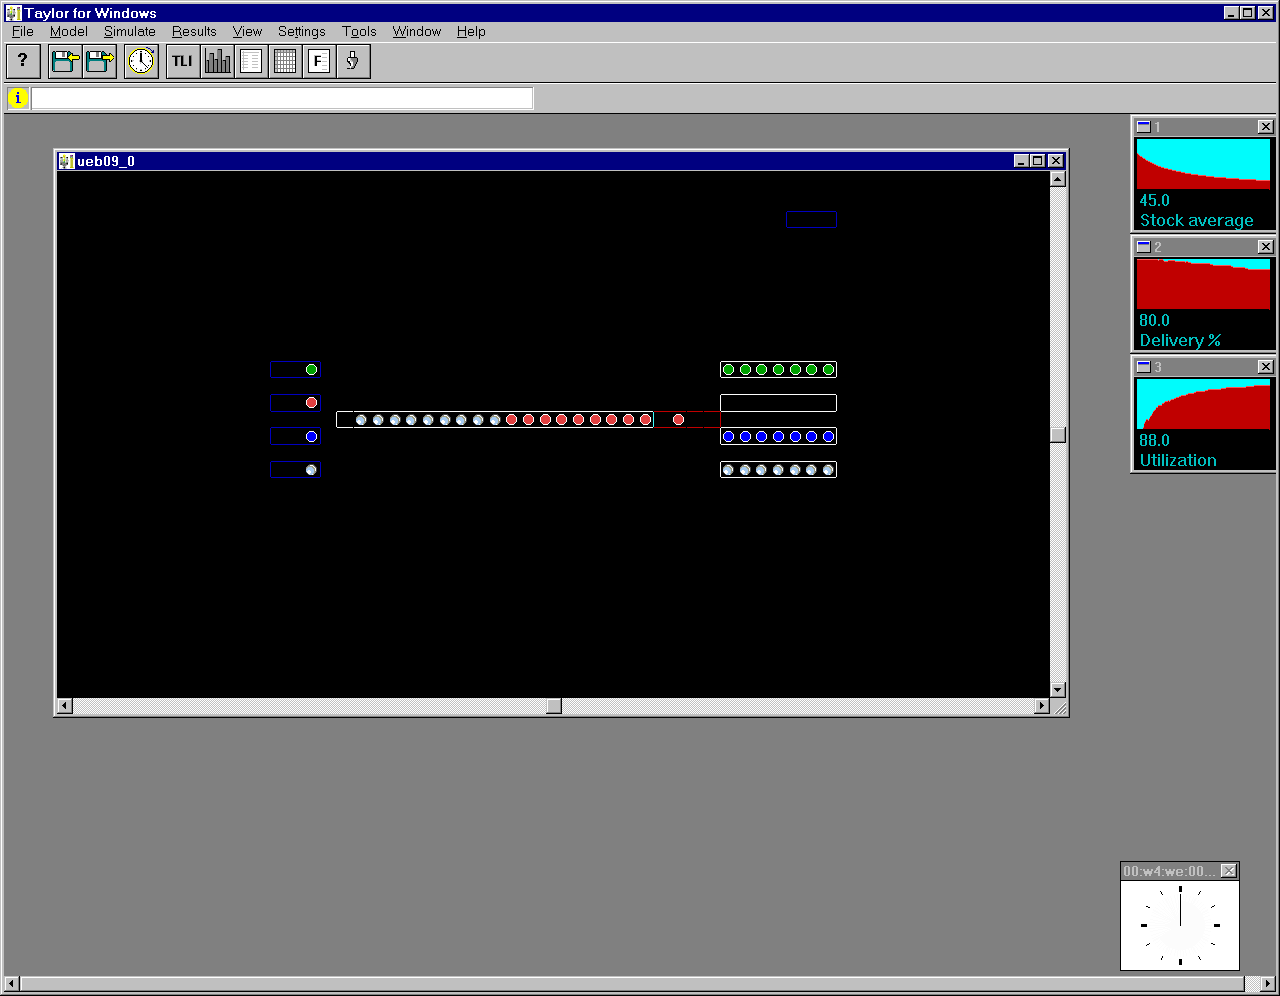 Taylor for Windows
File Model Simulate Results View Settings Tools Window Help
? TLI F
i
ueb09_0
1
45.0
Stock average
2
80.0
Delivery %
3
88.0
Utilization
00:w4:we:00...